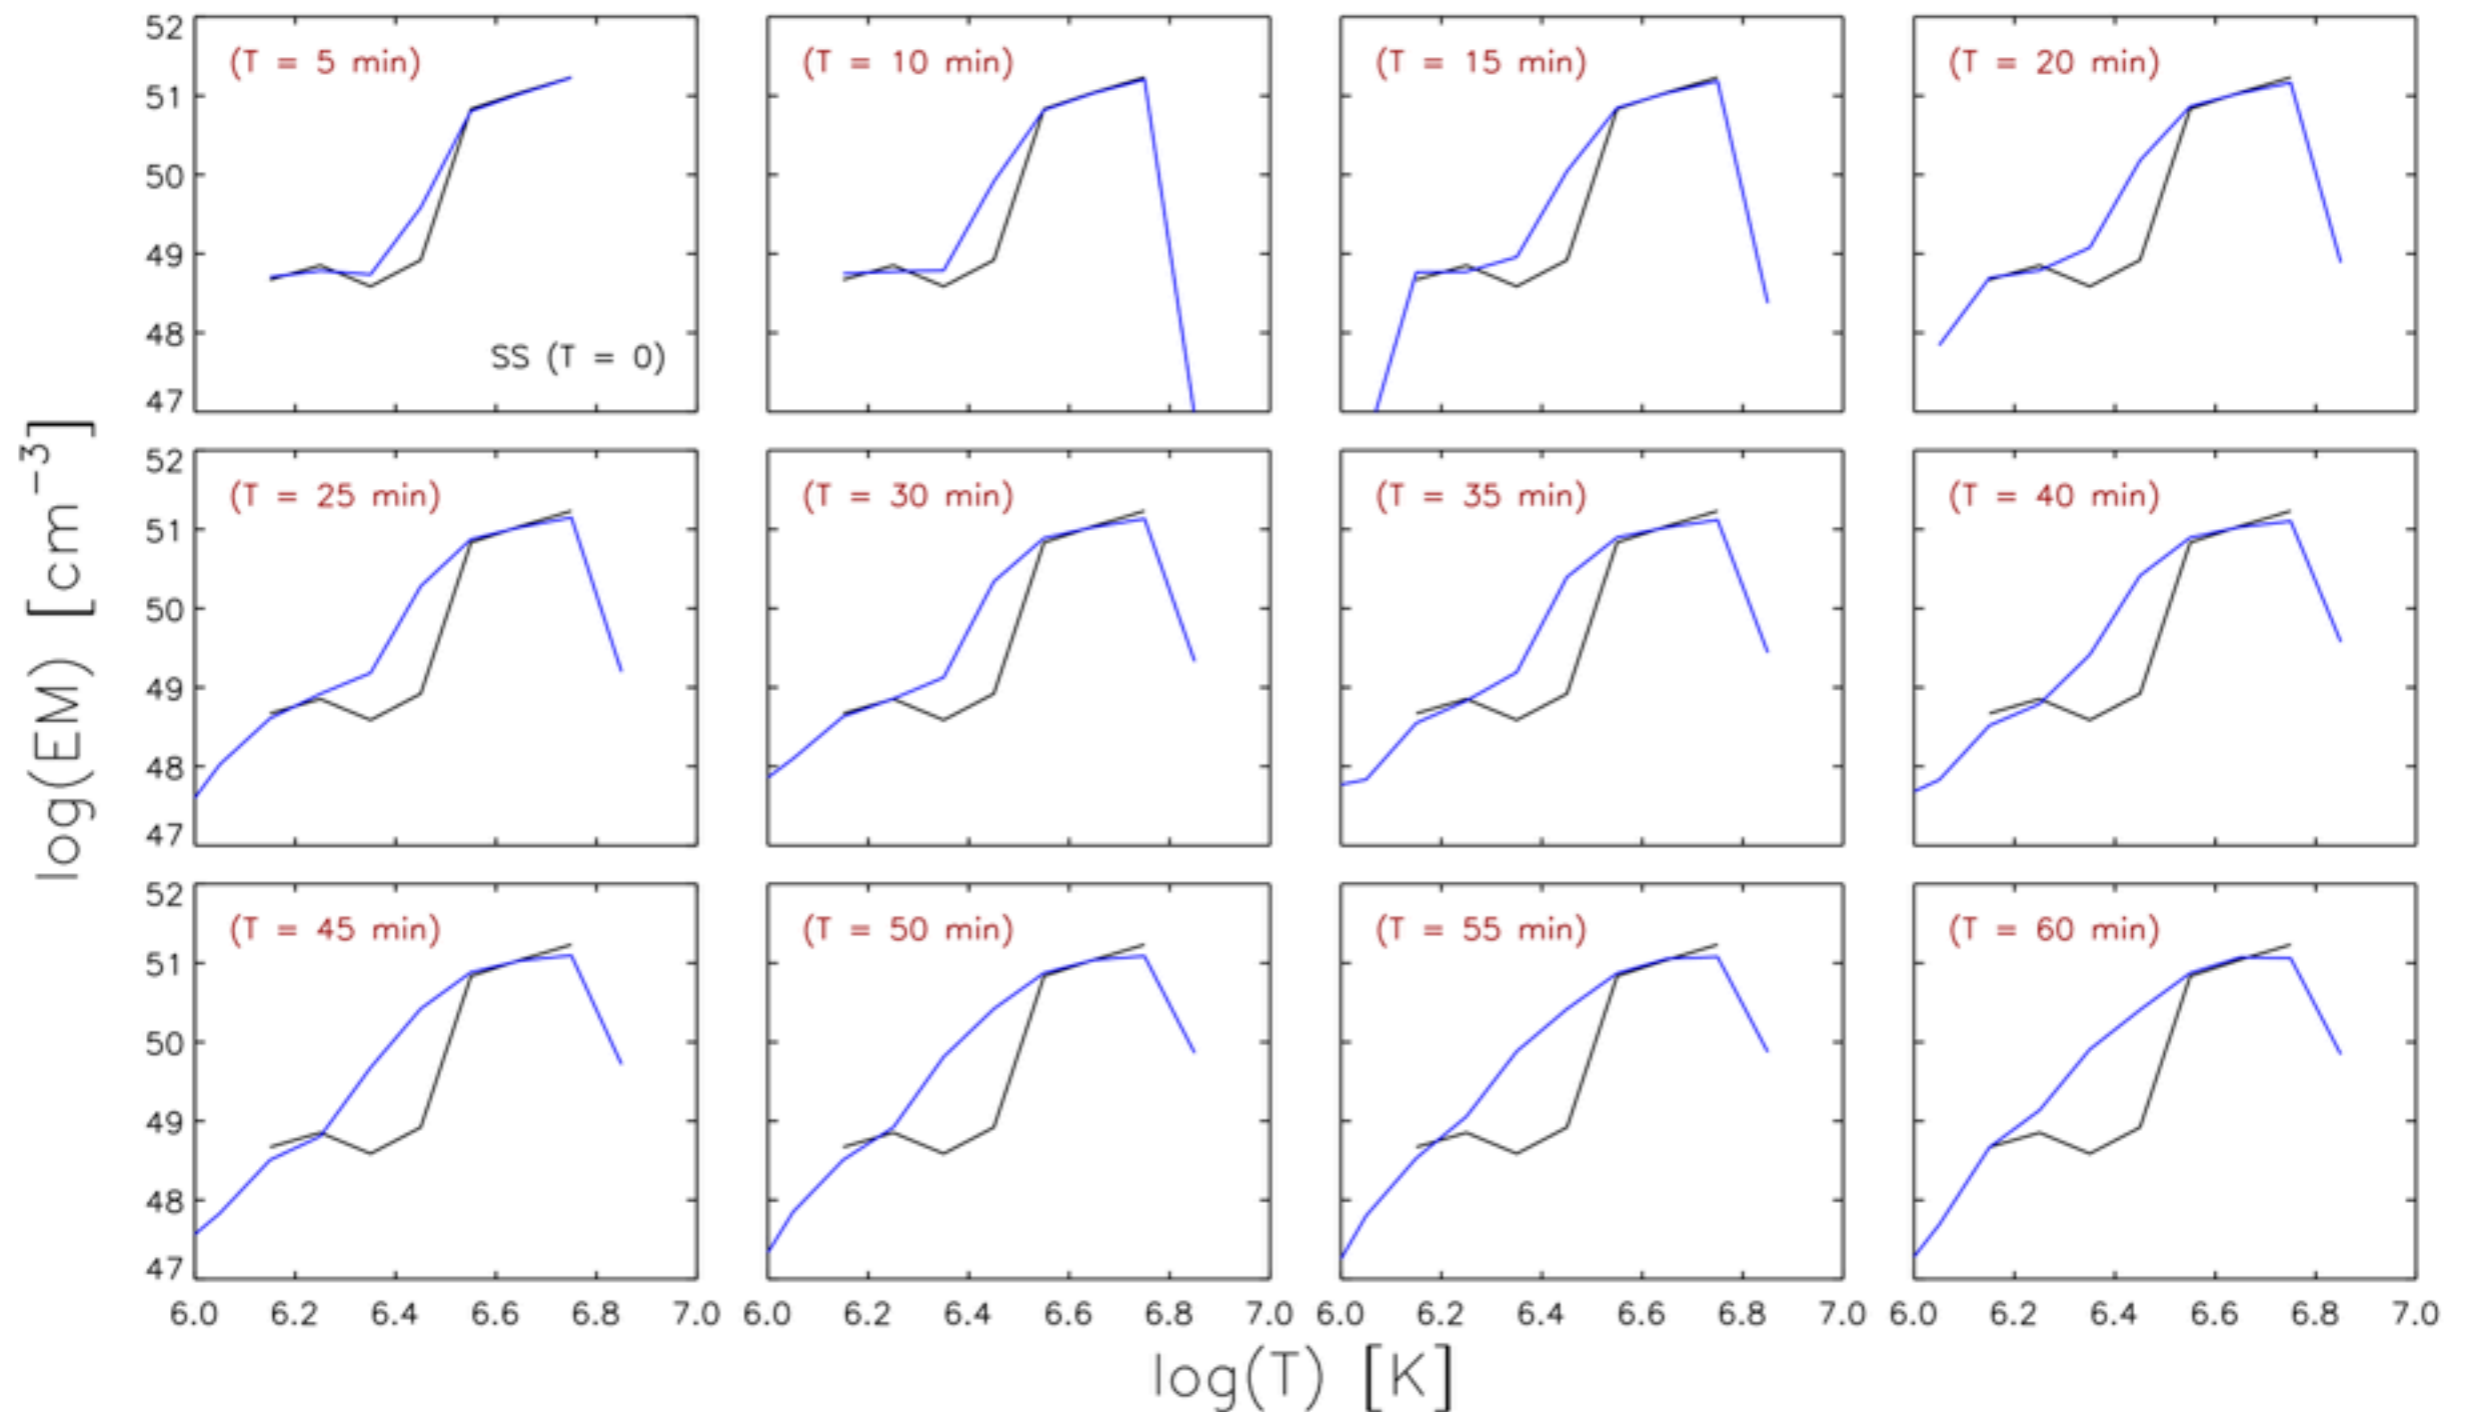 52
51
50
49
48
47
(T = 5 min)
SS (T = 0)
(T = 10 min)
(T = 15 min)
(T = 20 min)
52
51
50
49
48
47
(T = 25 min)
(T = 30 min)
(T = 35 min)
(T = 40 min)
52
51
50
49
48
47
(T = 45 min)
(T = 50 min)
(T = 55 min)
(T = 60 min)
6.0 6.2 6.4 6.6 6.8 7.0
6.0 6.2 6.4 6.6 6.8 7.0
6.0 6.2 6.4 6.6 6.8 7.0
6.0 6.2 6.4 6.6 6.8 7.0
log(EM) [cm⁻³]
log(T) [K]